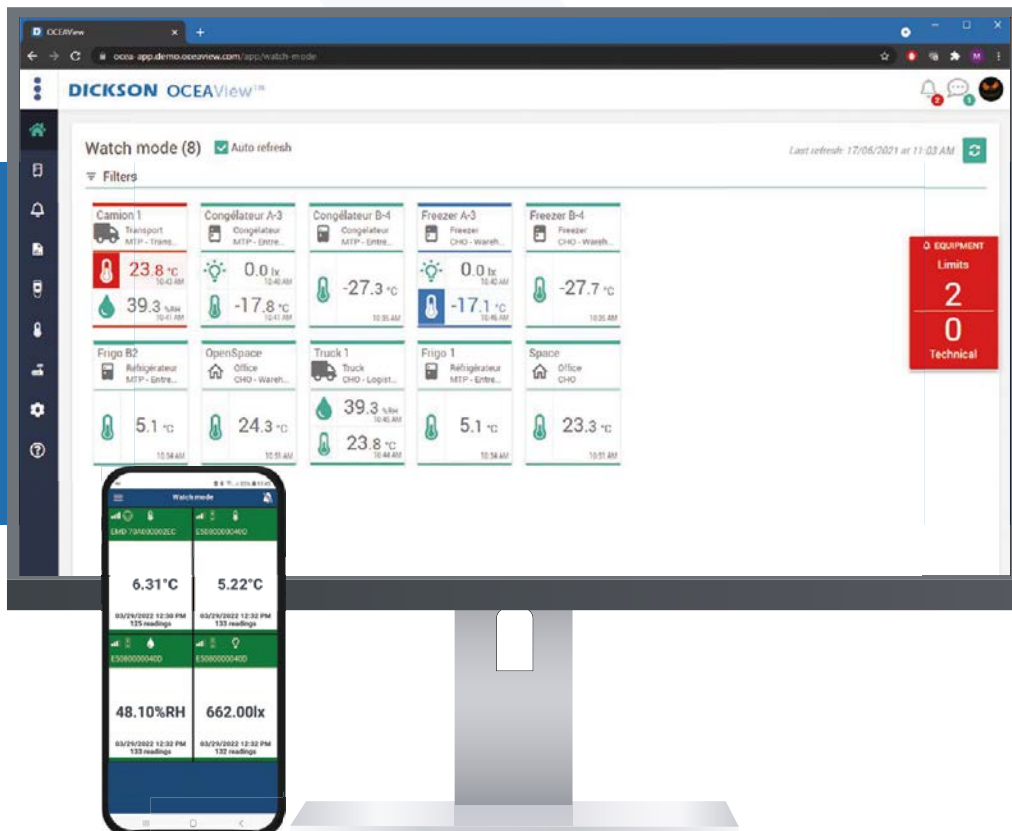 OCEAView
ocea-app.demo.oceaview.com/app/watch-mode
M
DICKSON OCEAView™
2
1
Watch mode (8) Auto refresh
Last refresh: 17/06/2021 at 11:03 AM
Filters
Camion 1
Transport
MTP - Trans...
23.8 °C
10:43 AM
39.3 %RH
10:41 AM
Congélateur A-3
Congélateur
MTP - Entre...
0.0 lx
10:40 AM
-17.8 °C
10:41 AM
Congélateur B-4
Congélateur
MTP - Entre...
-27.3 °C
10:35 AM
Freezer A-3
Freezer
CHO - Wareh...
0.0 lx
10:40 AM
-17.1 °C
10:46 AM
Freezer B-4
Freezer
CHO - Wareh...
-27.7 °C
10:35 AM
EQUIPMENT
Limits
2
0
Technical
Frigo B2
Réfrigérateur
MTP - Entre...
5.1 °C
10:54 AM
OpenSpace
Office
CHO - Wareh...
24.3 °C
10:51 AM
Truck 1
Truck
CHO - Logist...
39.3 %RH
10:45 AM
23.8 °C
10:44 AM
Frigo 1
Réfrigérateur
MTP - Entre...
5.1 °C
10:54 AM
Space
Office
CHO
23.3 °C
10:51 AM
Watch mode
EMD 70A000002EC
E5080000040D
6.31°C
5.22°C
03/29/2022 12:30 PM
125 readings
03/29/2022 12:32 PM
133 readings
E5080000040D
E5080000040D
48.10%RH
662.00lx
03/29/2022 12:32 PM
133 readings
03/29/2022 12:32 PM
132 readings